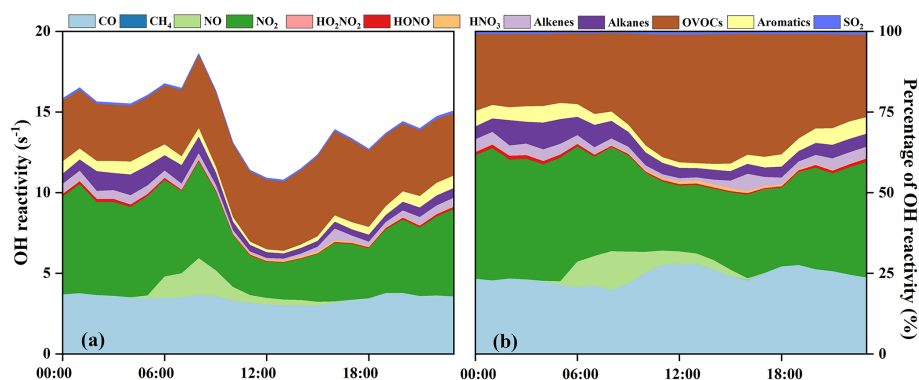 CO CH₄ NO NO₂ HO₂NO₂ HONO HNO₃ Alkenes Alkanes OVOCs Aromatics SO₂
20
15
10
5
0
OH reactivity (s⁻¹)
(a)
00:00 06:00 12:00 18:00
(b)
00:00 06:00 12:00 18:00
100
75
50
25
0
Percentage of OH reactivity (%)